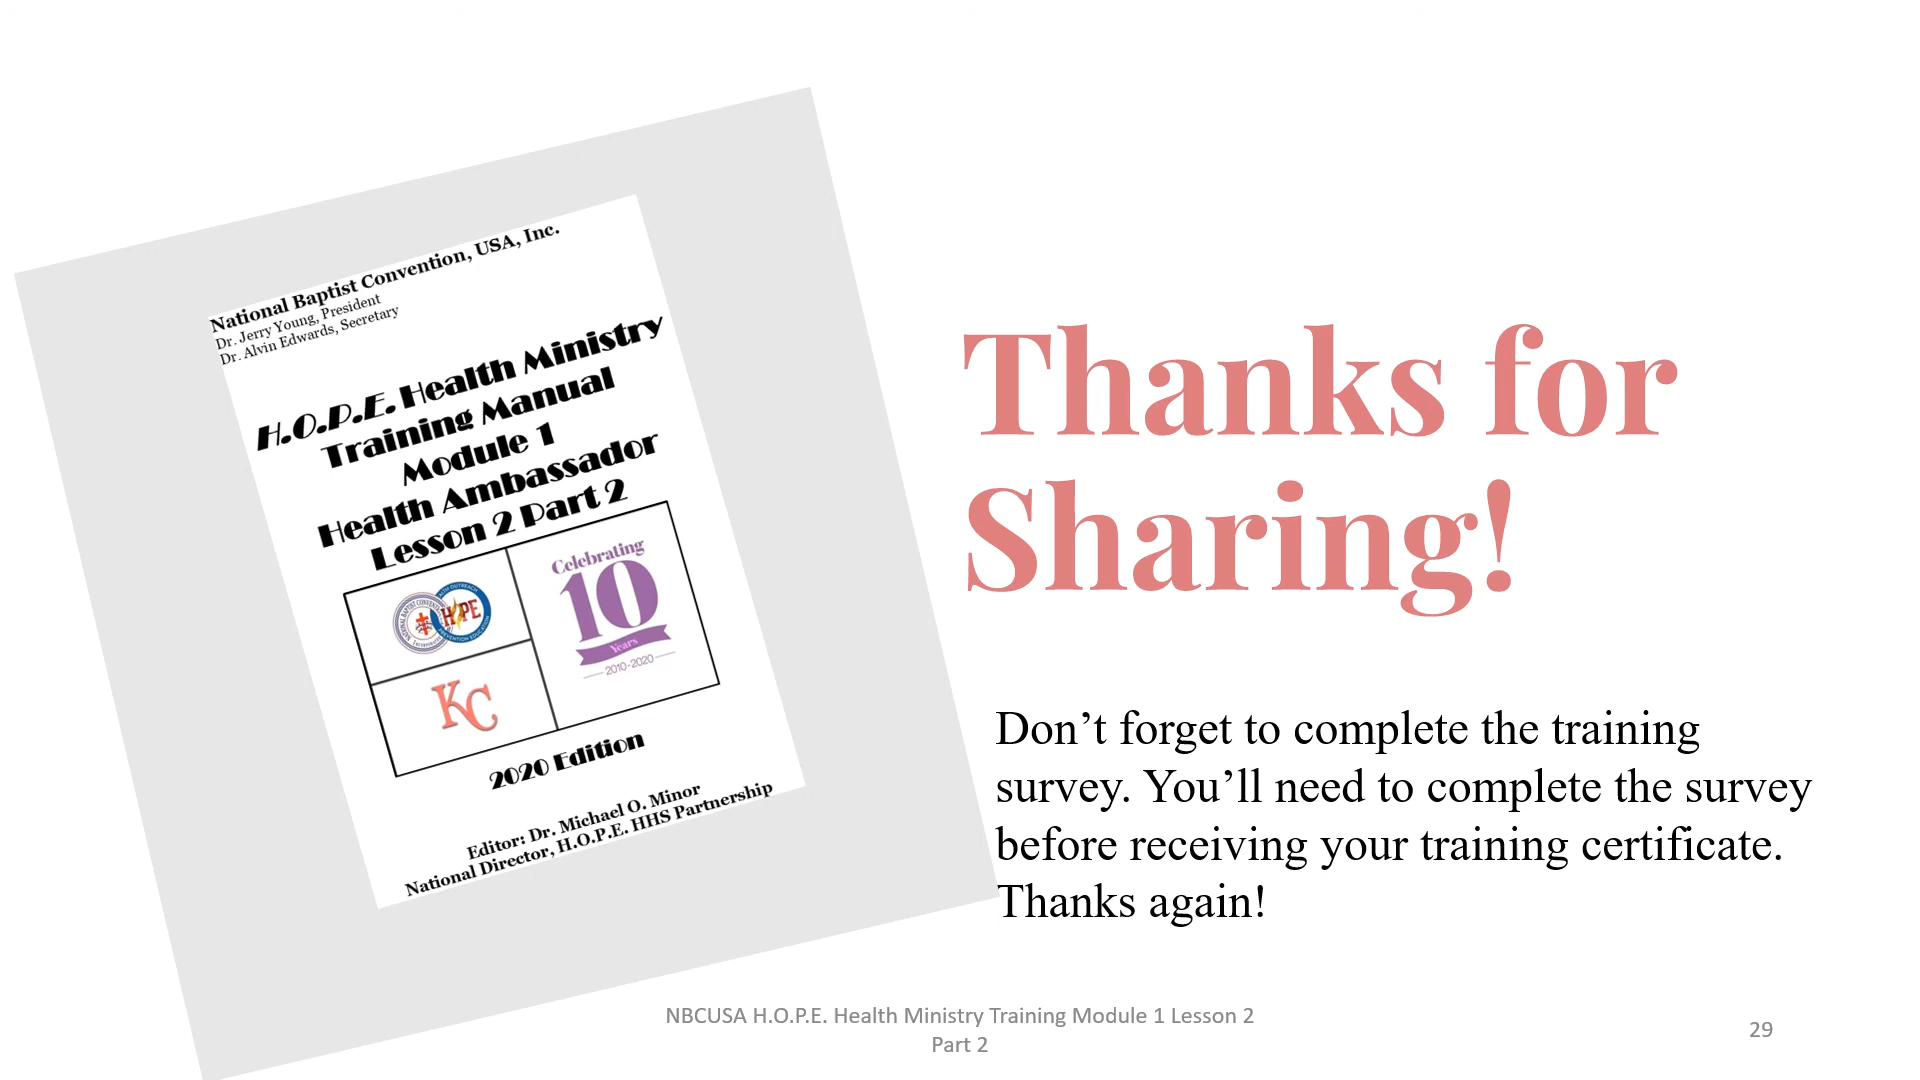 National Baptist Convention, USA, Inc.
Dr. Jerry Young, President
Dr. Alvin Edwards, Secretary
H.O.P.E. Health Ministry
Training Manual
Module 1
Health Ambassador
Lesson 2 Part 2
HOPE
PREVENTION EDUCATION
KC
Celebrating
10
Years
2010-2020
2020 Edition
Editor: Dr. Michael O. Minor
National Director, H.O.P.E. HHS Partnership
Thanks for
Sharing!
Don’t forget to complete the training
survey. You’ll need to complete the survey
before receiving your training certificate.
Thanks again!
NBCUSA H.O.P.E. Health Ministry Training Module 1 Lesson 2
Part 2
29